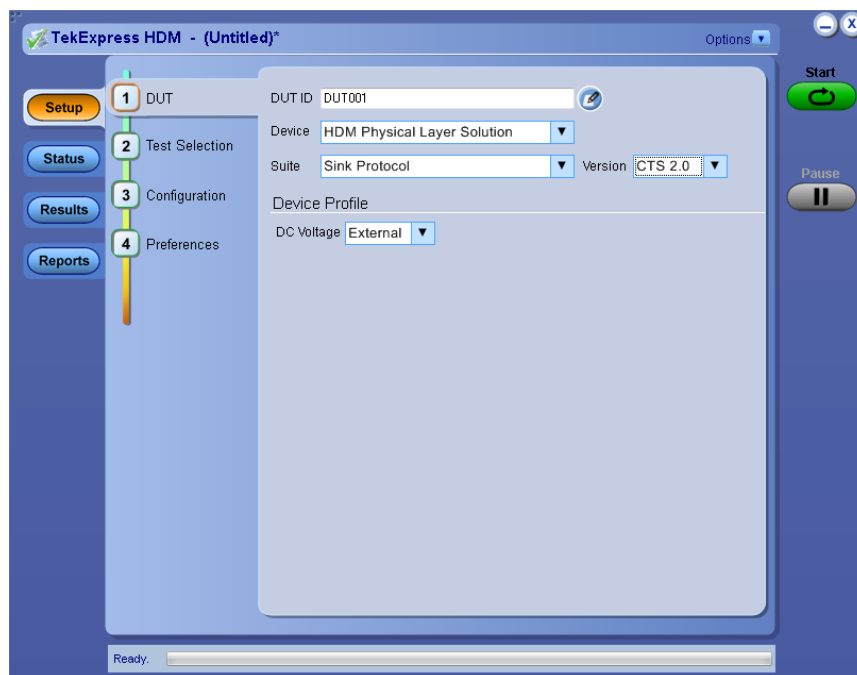 TekExpress HDM - (Untitled)*
Options
X
Start
Pause
Setup
Status
Results
Reports
1 DUT
2 Test Selection
3 Configuration
4 Preferences
DUT ID DUT001
Device HDM Physical Layer Solution
Suite Sink Protocol Version CTS 2.0
Device Profile
DC Voltage External
Ready.